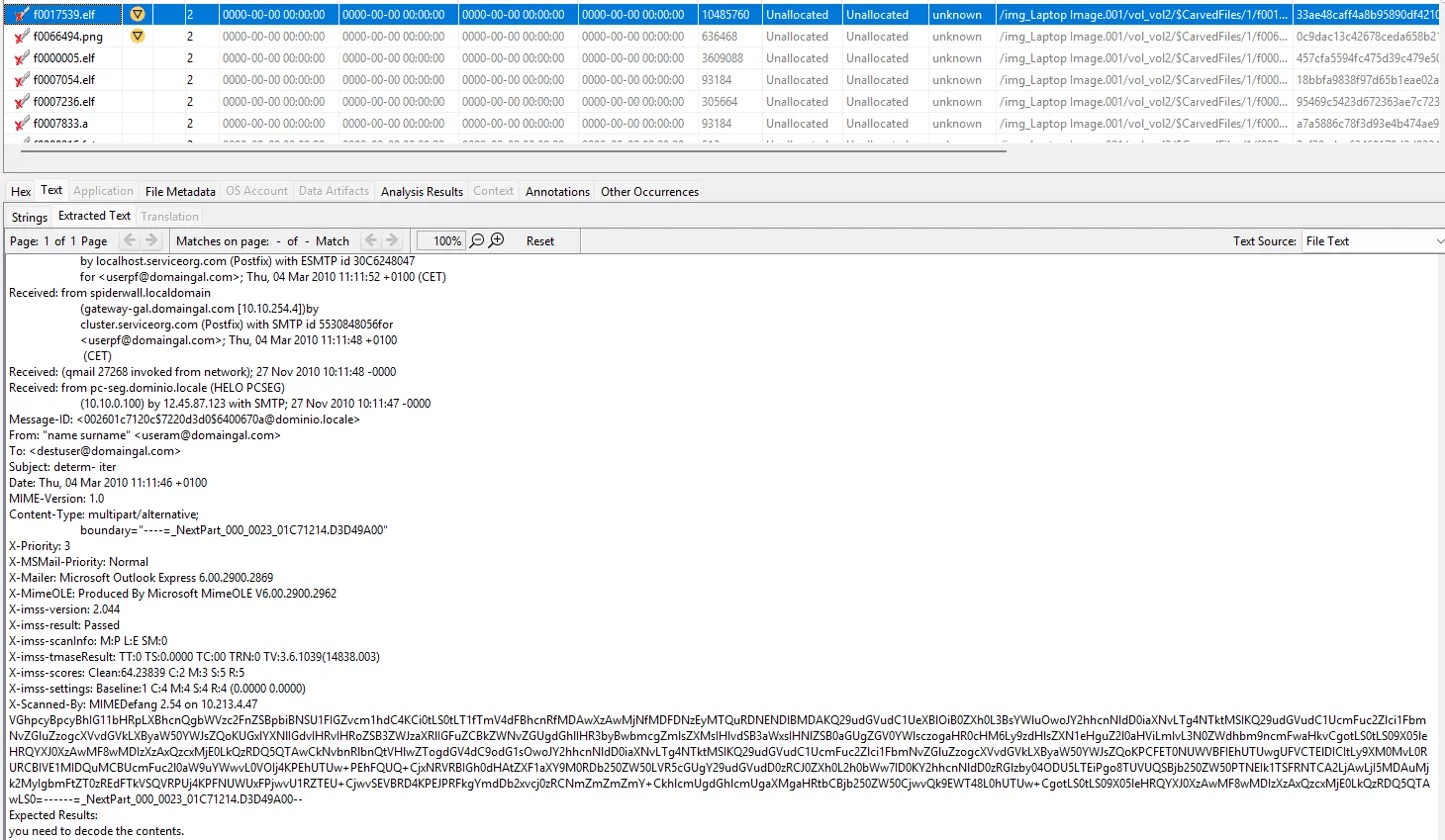 f0017539.elf 2 0000-00-00 00:00:00 0000-00-00 00:00:00 0000-00-00 00:00:00 0000-00-00 00:00:00 10485760 Unallocated Unallocated unknown /img_Laptop Image.001/vol_vol2/$CarvedFiles/1/f001... 33ae48caff4a8b95890df4210
f0066494.png 2 0000-00-00 00:00:00 0000-00-00 00:00:00 0000-00-00 00:00:00 0000-00-00 00:00:00 636468 Unallocated Unallocated unknown /img_Laptop Image.001/vol_vol2/$CarvedFiles/1/f006... 0c9dac13c42678ceda658b2
f0000005.elf 2 0000-00-00 00:00:00 0000-00-00 00:00:00 0000-00-00 00:00:00 0000-00-00 00:00:00 3609088 Unallocated Unallocated unknown /img_Laptop Image.001/vol_vol2/$CarvedFiles/1/f000... 457cfa5594fc475d39c479e50
f0007054.elf 2 0000-00-00 00:00:00 0000-00-00 00:00:00 0000-00-00 00:00:00 0000-00-00 00:00:00 93184 Unallocated Unallocated unknown /img_Laptop Image.001/vol_vol2/$CarvedFiles/1/f000... 18bbfa9838f97d65b1eae02a
f0007236.elf 2 0000-00-00 00:00:00 0000-00-00 00:00:00 0000-00-00 00:00:00 0000-00-00 00:00:00 305664 Unallocated Unallocated unknown /img_Laptop Image.001/vol_vol2/$CarvedFiles/1/f000... 95469c5423d672363ae7c723
f0007833.a 2 0000-00-00 00:00:00 0000-00-00 00:00:00 0000-00-00 00:00:00 0000-00-00 00:00:00 93184 Unallocated Unallocated unknown /img_Laptop Image.001/vol_vol2/$CarvedFiles/1/f000... a7a5886c78f3d93e4b474ae9
Hex Text Application File Metadata OS Account Data Artifacts Analysis Results Context Annotations Other Occurrences
Strings Extracted Text Translation
Page: 1 of 1 Page Matches on page: - of - Match 100% Reset Text Source: File Text
by localhost.serviceorg.com (Postfix) with ESMTP id 30C6248047
for <userpf@domaingal.com>; Thu, 04 Mar 2010 11:11:52 +0100 (CET)
Received: from spiderwall.localdomain
(gateway-gal.domaingal.com [10.10.254.4])by
cluster.serviceorg.com (Postfix) with SMTP id 5530848056for
<userpf@domaingal.com>; Thu, 04 Mar 2010 11:11:48 +0100
(CET)
Received: (qmail 27268 invoked from network); 27 Nov 2010 10:11:48 -0000
Received: from pc-seg.dominio.locale (HELO PCSEG)
(10.10.0.100) by 12.45.87.123 with SMTP; 27 Nov 2010 10:11:47 -0000
Message-ID: <002601c7120c$7220d3d0$6400670a@dominio.locale>
From: "name surname" <useram@domaingal.com>
To: <destuser@domaingal.com>
Subject: determ- iter
Date: Thu, 04 Mar 2010 11:11:46 +0100
MIME-Version: 1.0
Content-Type: multipart/alternative;
boundary="----=_NextPart_000_0023_01C71214.D3D49A00"
X-Priority: 3
X-MSMail-Priority: Normal
X-Mailer: Microsoft Outlook Express 6.00.2900.2869
X-MimeOLE: Produced By Microsoft MimeOLE V6.00.2900.2962
X-imss-version: 2.044
X-imss-result: Passed
X-imss-scanInfo: M:P L:E SM:0
X-imss-tmaseResult: TT:0 TS:0.0000 TC:00 TRN:0 TV:3.6.1039(14838.003)
X-imss-scores: Clean:64.23839 C:2 M:3 S:5 R:5
X-imss-settings: Baseline:1 C:4 M:4 S:4 R:4 (0.0000 0.0000)
X-Scanned-By: MIMEDefang 2.54 on 10.213.4.47
wLS0=------=_NextPart_000_0023_01C71214.D3D49A00--
Expected Results:
you need to decode the contents.